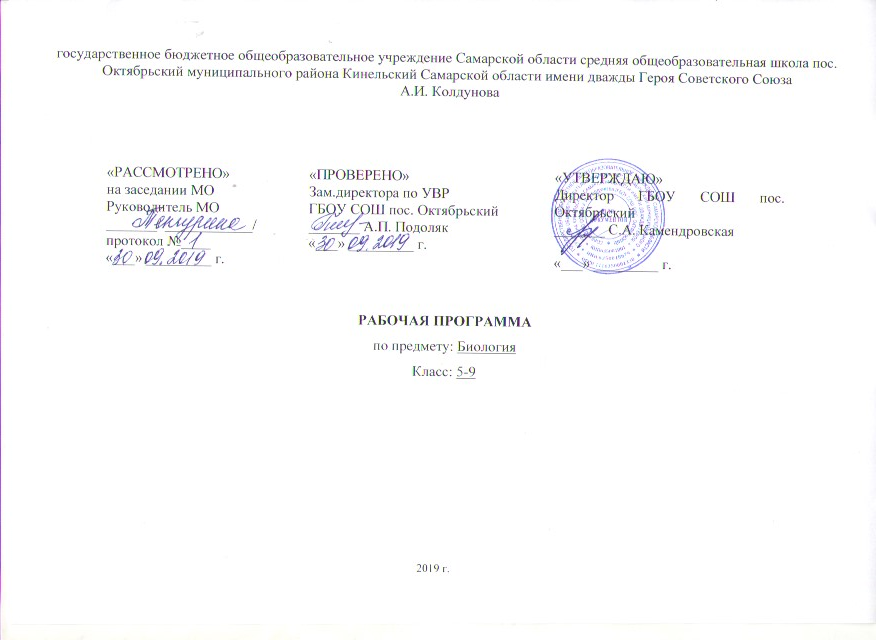 государственное бюджетное общеобразовательное учреждение Самарской области средняя общеобразовательная школа пос.
Октябрьский муниципального района Кинельский Самарской области имени дважды Героя Советского Союза
А.И. Колдунова
«РАССМОТРЕНО»
на заседании МО
Руководитель МО
/
протокол № 1
«30» 09. 2019 г.
«ПРОВЕРЕНО»
Зам.директора по УВР
ГБОУ СОШ пос. Октябрьский
А.П. Подоляк
«30» 09. 2019 г.
«УТВЕРЖДАЮ»
Директор ГБОУ СОШ пос.
Октябрьский
С.А. Камендровская
«___»__________ г.
РАБОЧАЯ ПРОГРАММА
по предмету: Биология
Класс: 5-9
2019 г.